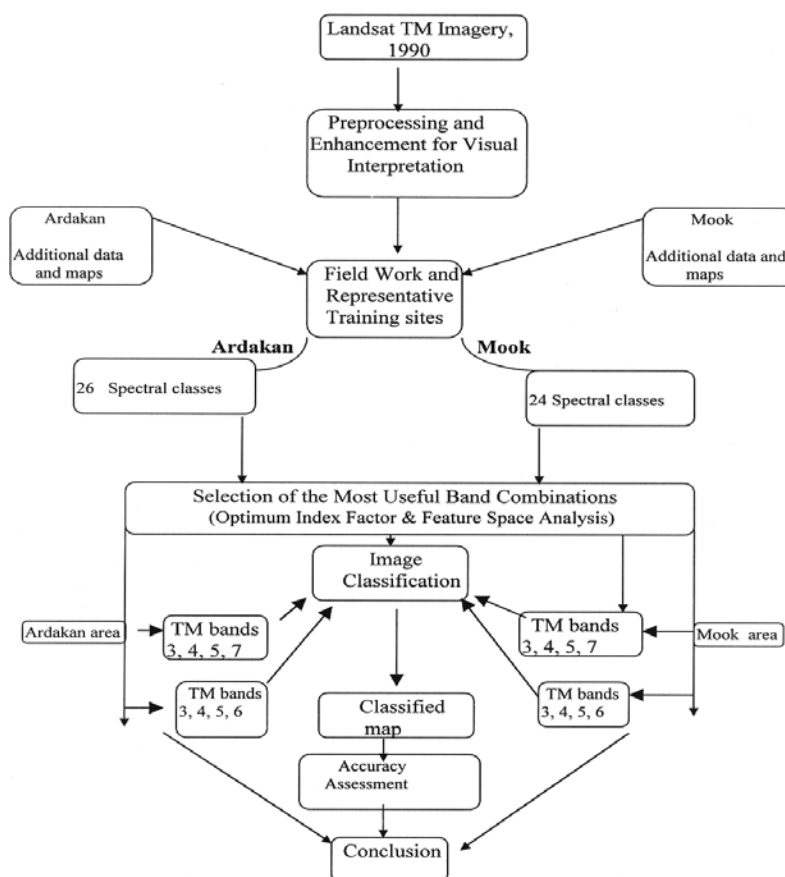 Landsat TM Imagery,
1990
Preprocessing and
Enhancement for Visual
Interpretation
Ardakan
Additional data
and maps
Mook
Additional data and
maps
Field Work and
Representative
Training sites
Ardakan
Mook
26 Spectral classes
24 Spectral classes
Selection of the Most Useful Band Combinations
(Optimum Index Factor & Feature Space Analysis)
Image
Classification
Ardakan area
TM bands
3, 4, 5, 7
TM bands
3, 4, 5, 7
Mook area
TM bands
3, 4, 5, 6
TM bands
3, 4, 5, 6
Classified
map
Accuracy
Assessment
Conclusion